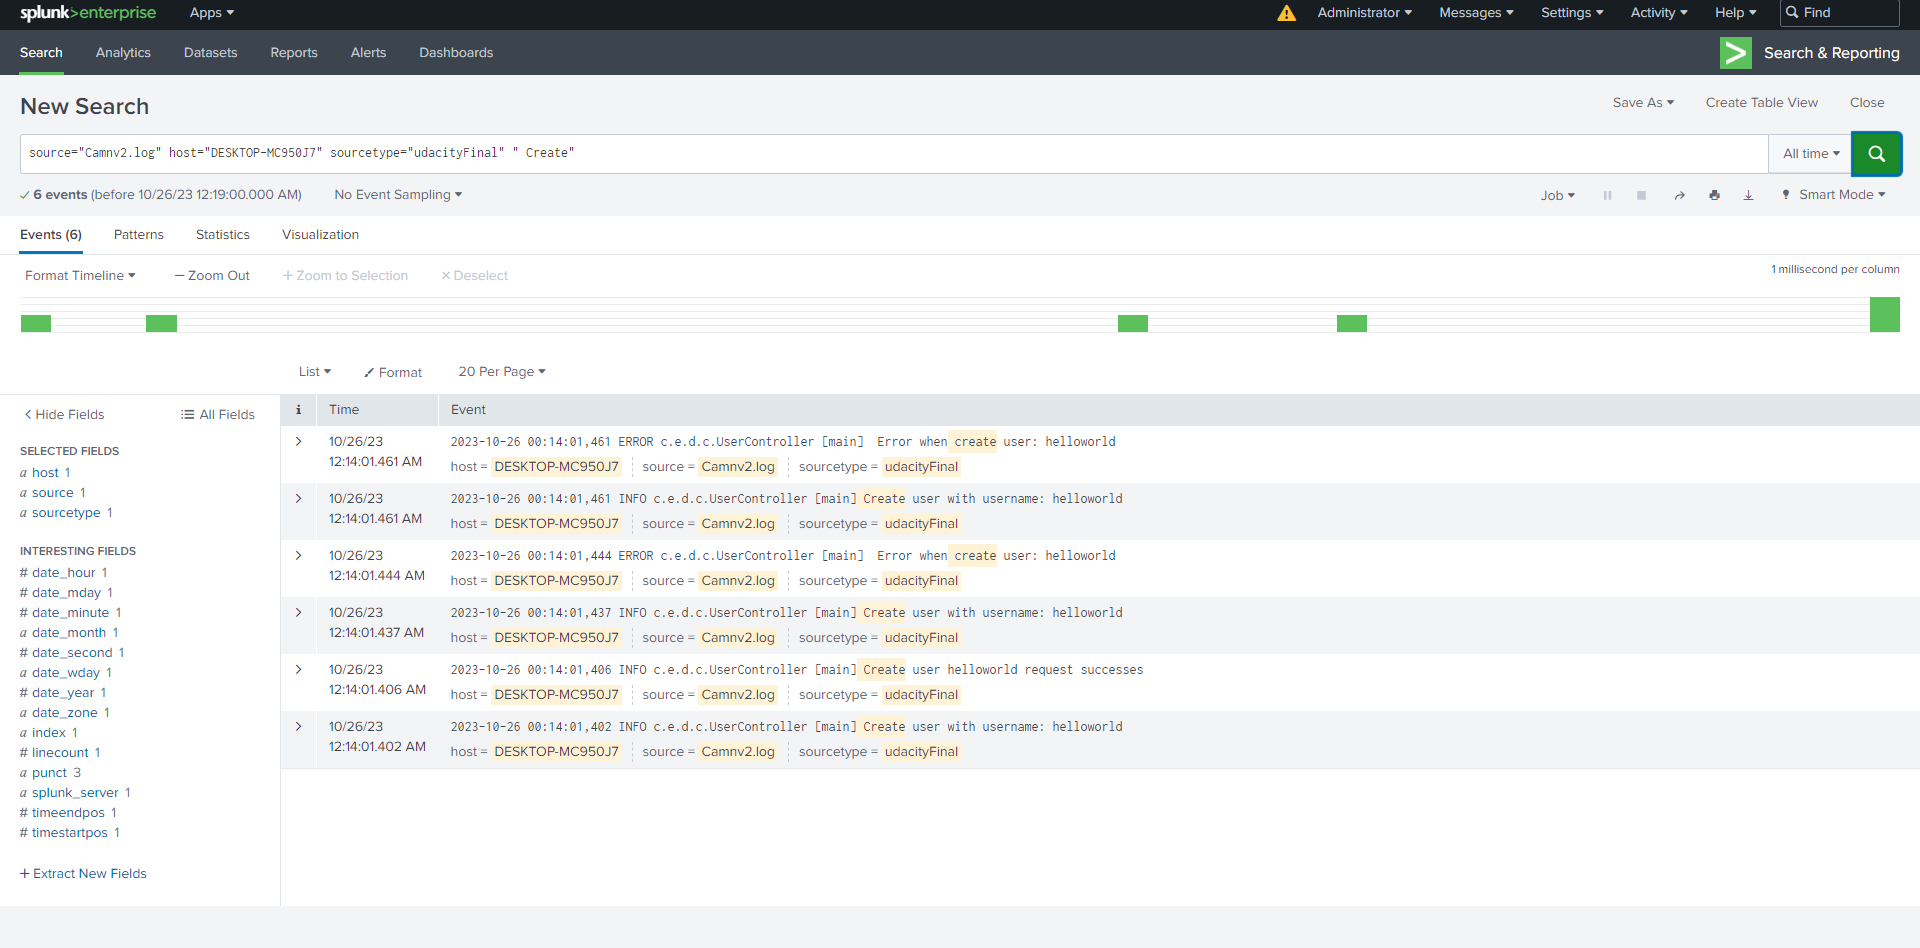 splunk>enterprise Apps Administrator Messages Settings Activity Help Find
Search Analytics Datasets Reports Alerts Dashboards Search & Reporting
New Search Save As Create Table View Close
source="Camnv2.log" host="DESKTOP-MC950J7" sourcetype="udacityFinal" " Create" All time
6 events (before 10/26/23 12:19:00.000 AM) No Event Sampling Job Smart Mode
Events (6) Patterns Statistics Visualization
Format Timeline — Zoom Out + Zoom to Selection × Deselect 1 millisecond per column
List Format 20 Per Page
< Hide Fields All Fields
SELECTED FIELDS
a host 1
a source 1
a sourcetype 1
INTERESTING FIELDS
# date_hour 1
# date_mday 1
# date_minute 1
a date_month 1
# date_second 1
a date_wday 1
# date_year 1
a date_zone 1
a index 1
# linecount 1
a punct 3
a splunk_server 1
# timeendpos 1
# timestartpos 1
+ Extract New Fields
i Time Event
10/26/23 2023-10-26 00:14:01,461 ERROR c.e.d.c.UserController [main]  Error when create user: helloworld
12:14:01.461 AM host = DESKTOP-MC950J7 source = Camnv2.log sourcetype = udacityFinal
10/26/23 2023-10-26 00:14:01,461 INFO c.e.d.c.UserController [main] Create user with username: helloworld
12:14:01.461 AM host = DESKTOP-MC950J7 source = Camnv2.log sourcetype = udacityFinal
10/26/23 2023-10-26 00:14:01,444 ERROR c.e.d.c.UserController [main]  Error when create user: helloworld
12:14:01.444 AM host = DESKTOP-MC950J7 source = Camnv2.log sourcetype = udacityFinal
10/26/23 2023-10-26 00:14:01,437 INFO c.e.d.c.UserController [main] Create user with username: helloworld
12:14:01.437 AM host = DESKTOP-MC950J7 source = Camnv2.log sourcetype = udacityFinal
10/26/23 2023-10-26 00:14:01,406 INFO c.e.d.c.UserController [main] Create user helloworld request successes
12:14:01.406 AM host = DESKTOP-MC950J7 source = Camnv2.log sourcetype = udacityFinal
10/26/23 2023-10-26 00:14:01,402 INFO c.e.d.c.UserController [main] Create user with username: helloworld
12:14:01.402 AM host = DESKTOP-MC950J7 source = Camnv2.log sourcetype = udacityFinal